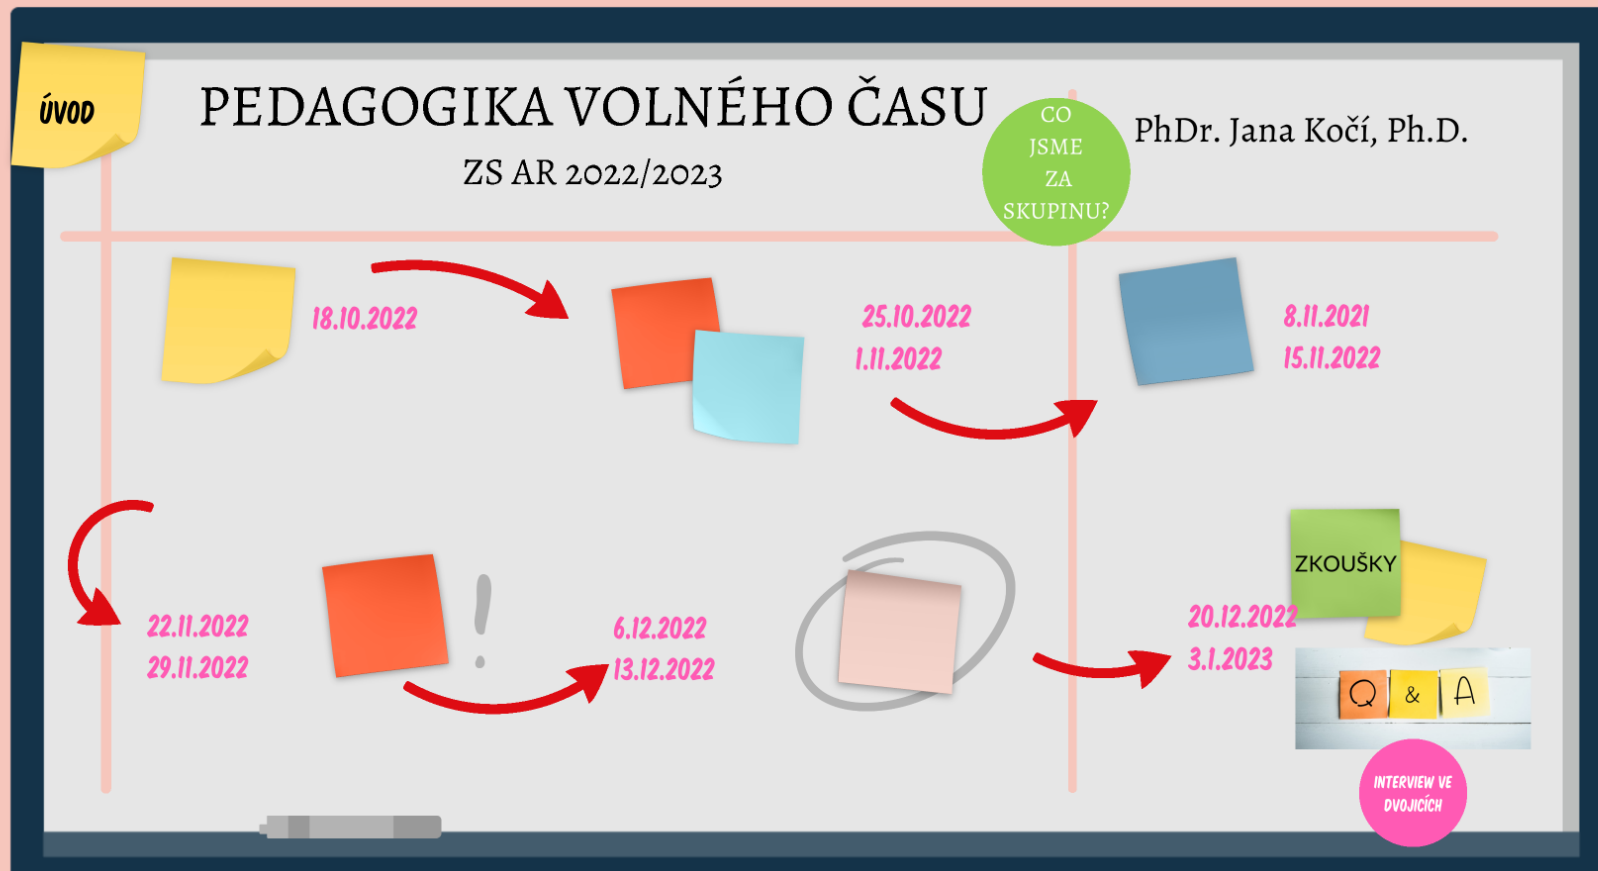 ÚVOD
PEDAGOGIKA VOLNÉHO ČASU
ZS AR 2022/2023
CO
JSME
ZA
SKUPINU?
PhDr. Jana Kočí, Ph.D.
18.10.2022
25.10.2022
1.11.2022
8.11.2021
15.11.2022
22.11.2022
29.11.2022
!
6.12.2022
13.12.2022
ZKOUŠKY
20.12.2022
3.1.2023
Q & A
INTERVIEW VE
DVOJICÍCH